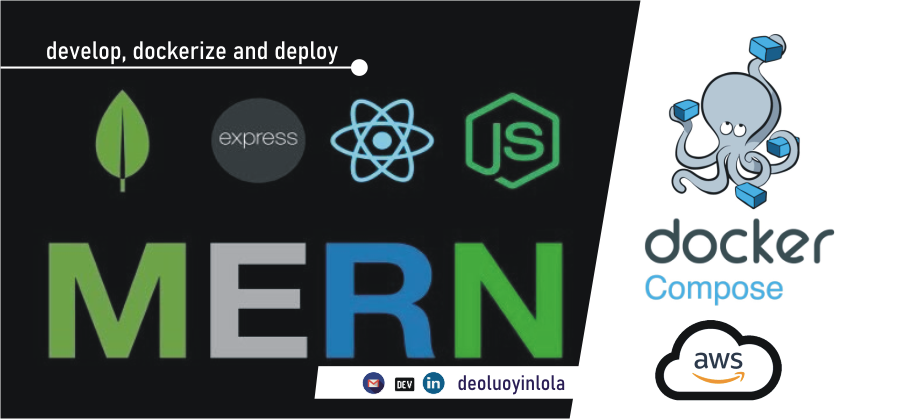 develop, dockerize and deploy
express
JS
MERN
DEV
in
deoluoyinlola
docker
Compose
aws